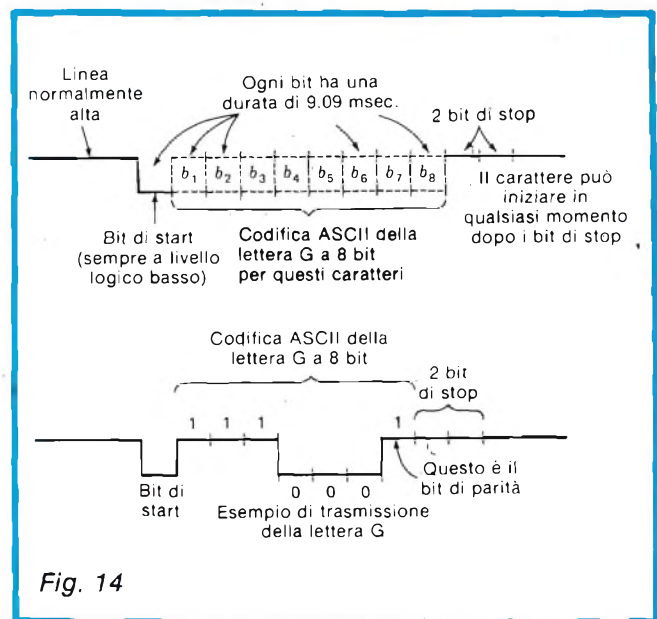 Linea
normalmente
alta
Ogni bit ha una
durata di 9.09 msec.
2 bit di stop
b1 b2 b3 b4 b5 b6 b7 b8
Bit di start
(sempre a livello
logico basso)
Codifica ASCII della
lettera G a 8 bit
per questi caratteri
Il carattere può
iniziare in
qualsiasi momento
dopo i bit di stop
Codifica ASCII della
lettera G a 8 bit
2 bit
di stop
1 1 1 1
Bit di
start
0 0 0
Esempio di trasmissione
della lettera G
Questo è il
bit di parità
Fig. 14